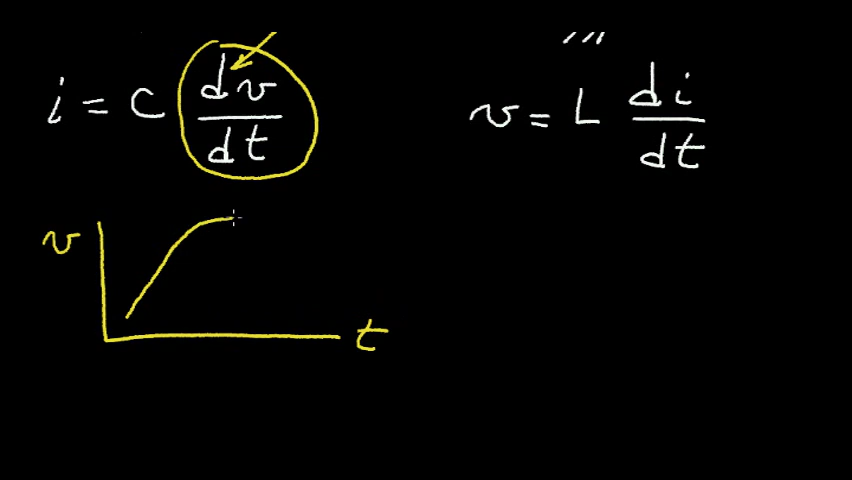 i = C dv/dt
v = L di/dt
v
t